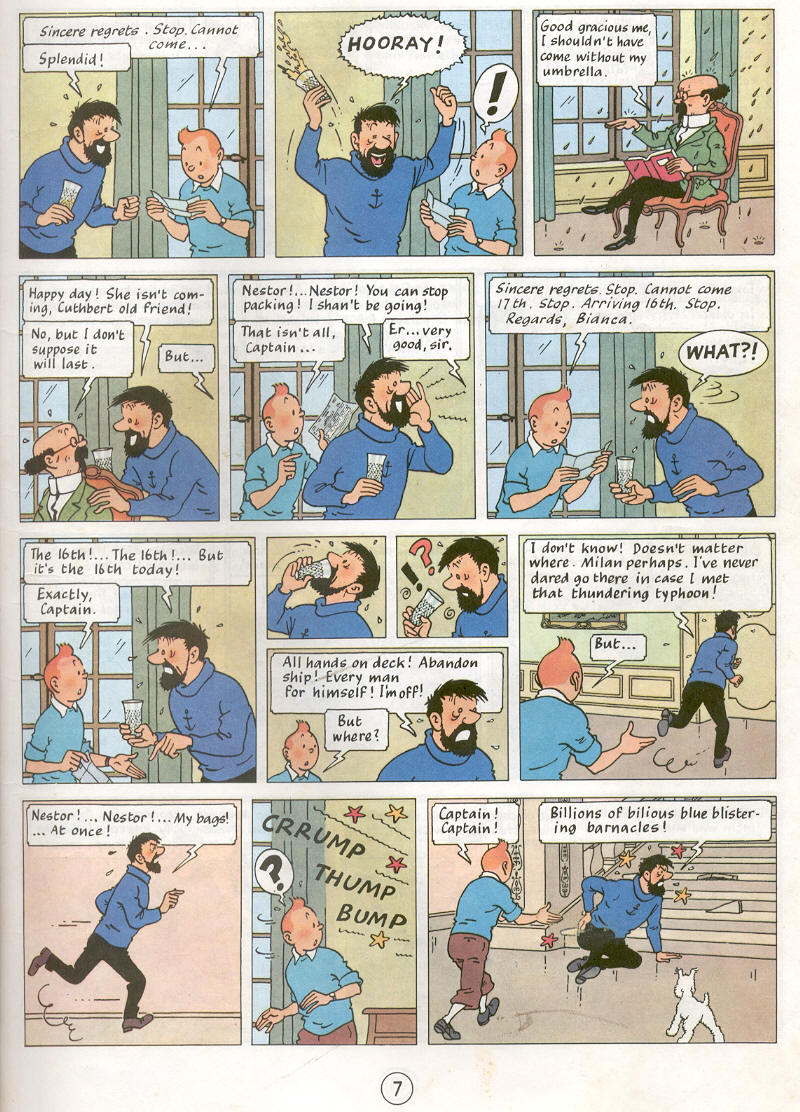 Sincere regrets. Stop. Cannot
come...
Splendid!
HOORAY!
!
Good gracious me,
I shouldn't have
come without my
umbrella.
Happy day! She isn't com-
ing, Cuthbert old friend!
No, but I don't
suppose it
will last.
But...
Nestor!...Nestor! You can stop
packing! I shan't be going!
That isn't all,
Captain...
Er...very
good, sir.
Sincere regrets. Stop. Cannot come
17th. Stop. Arriving 16th. Stop.
Regards, Bianca.
WHAT?!
The 16th!...The 16th!... But
it's the 16th today!
Exactly,
Captain.
!?
All hands on deck! Abandon
ship! Every man
for himself! I'm off!
But
where?
I don't know! Doesn't matter
where. Milan perhaps. I've never
dared go there in case I met
that thundering typhoon!
But...
Nestor!... Nestor!... My bags!
... At once!
CRRUMP
THUMP
BUMP
?
Captain!
Captain!
Billions of bilious blue blister-
ing barnacles!
7